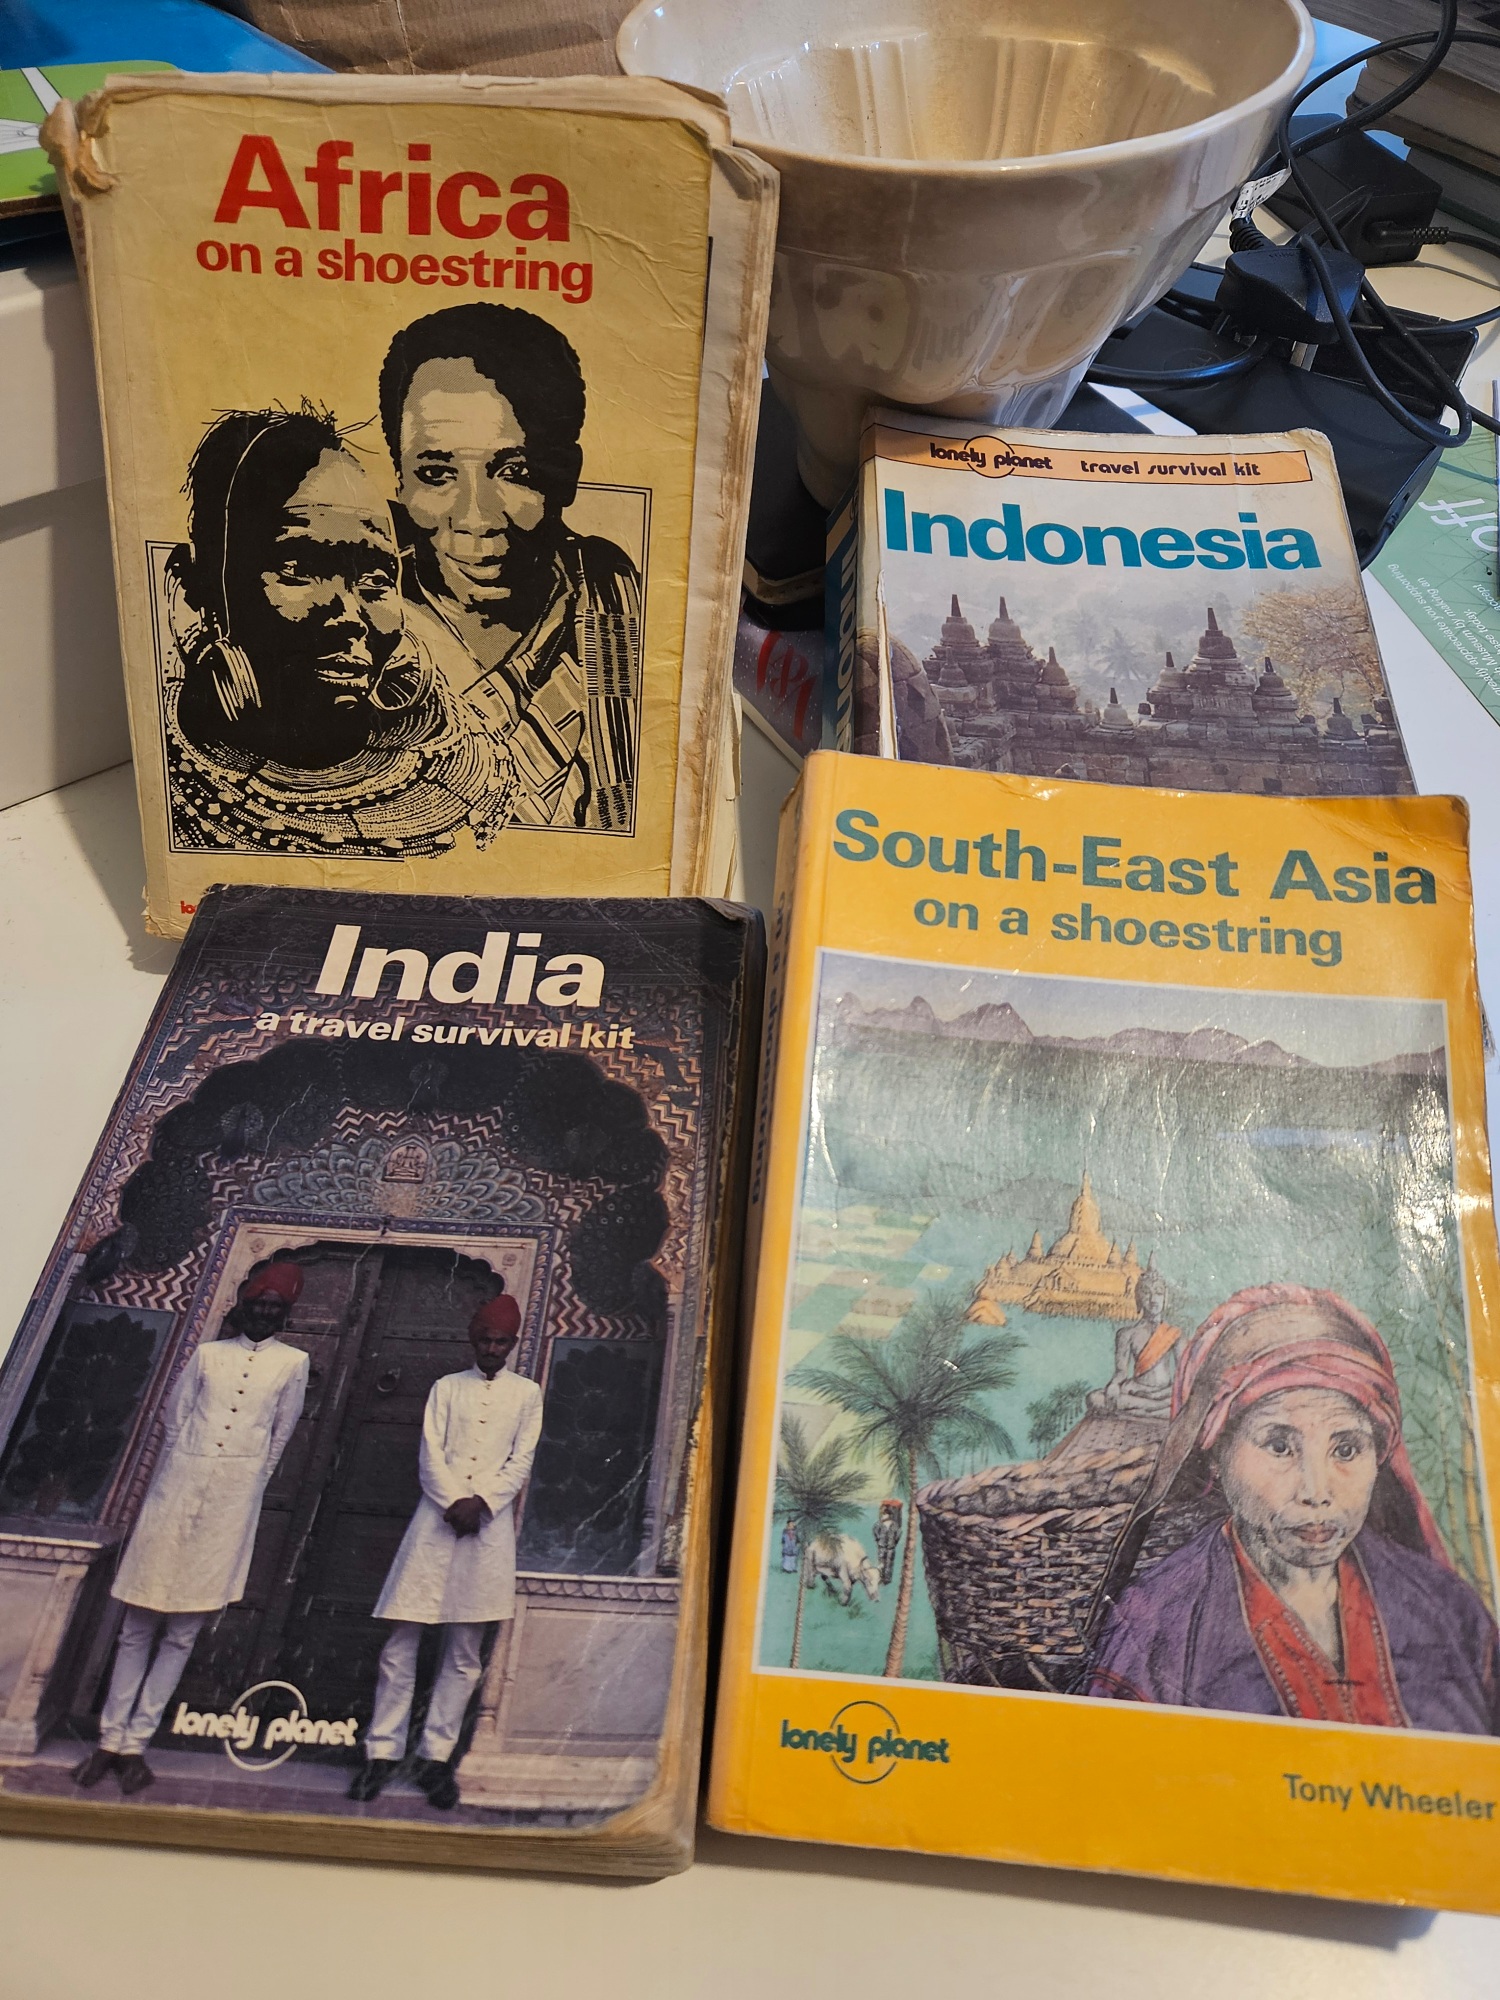 Africa
on a shoestring
lonely planet travel survival kit
Indonesia
South-East Asia
on a shoestring
lonely planet
Tony Wheeler
India
a travel survival kit
lonely planet